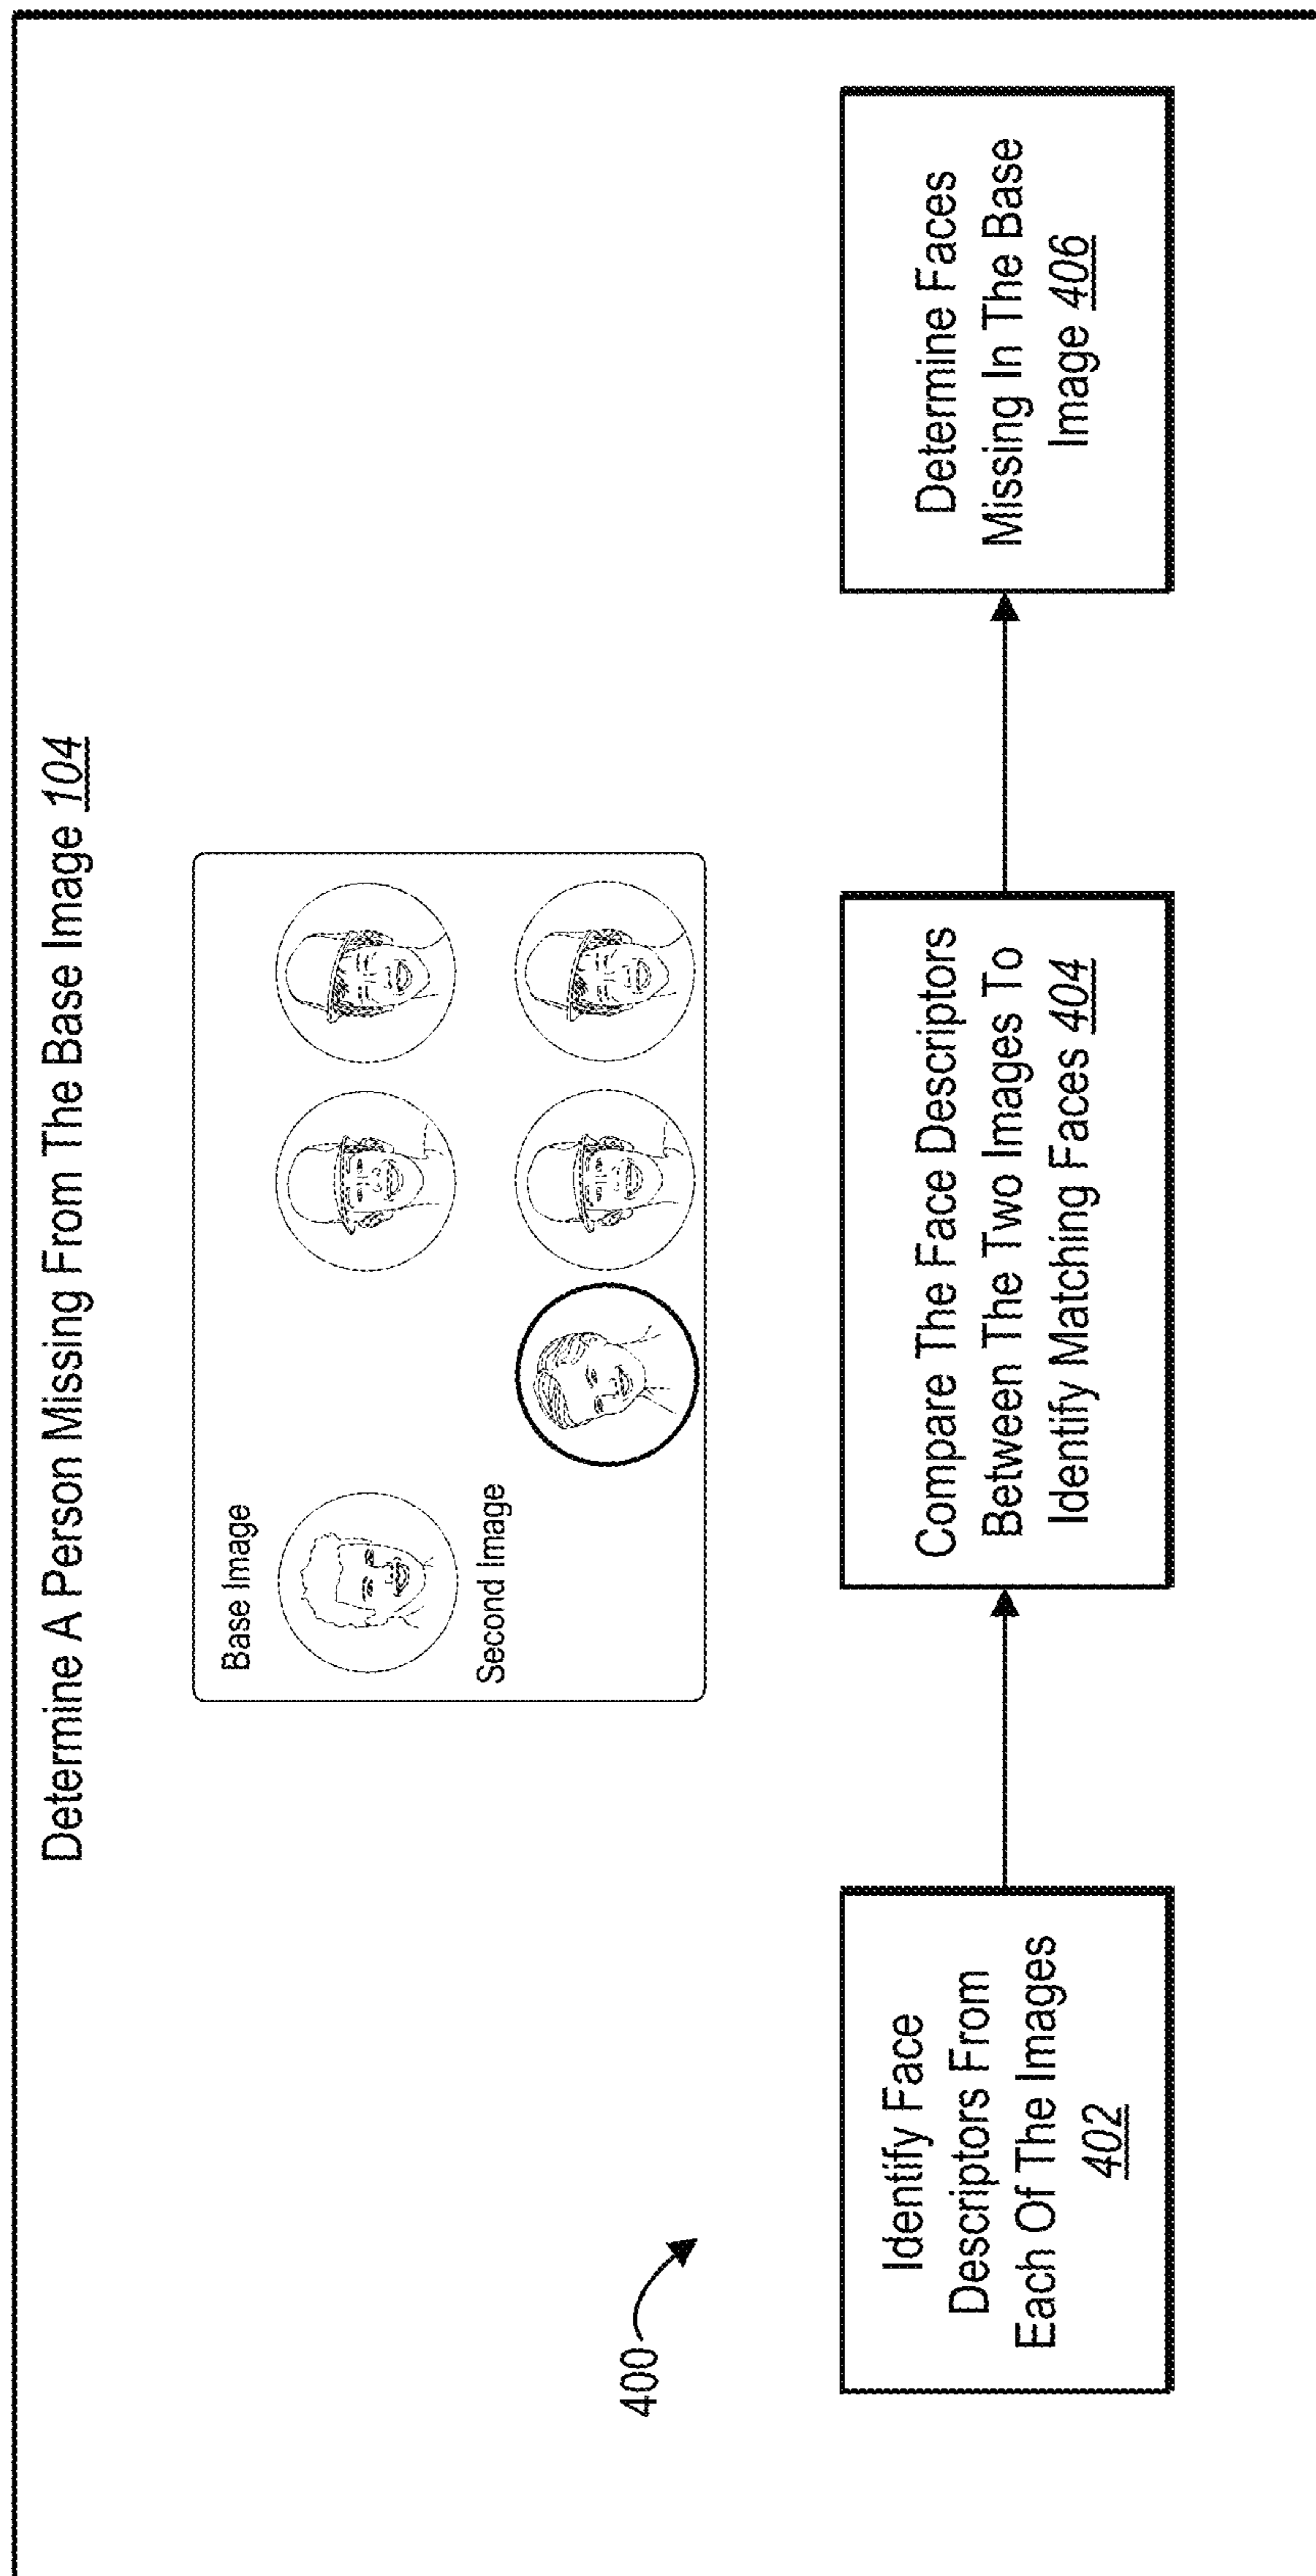 Determine A Person Missing From The Base Image 104
Base Image
Second Image
400
Identify Face
Descriptors From
Each Of The Images
402
Compare The Face Descriptors
Between The Two Images To
Identify Matching Faces 404
Determine Faces
Missing In The Base
Image 406